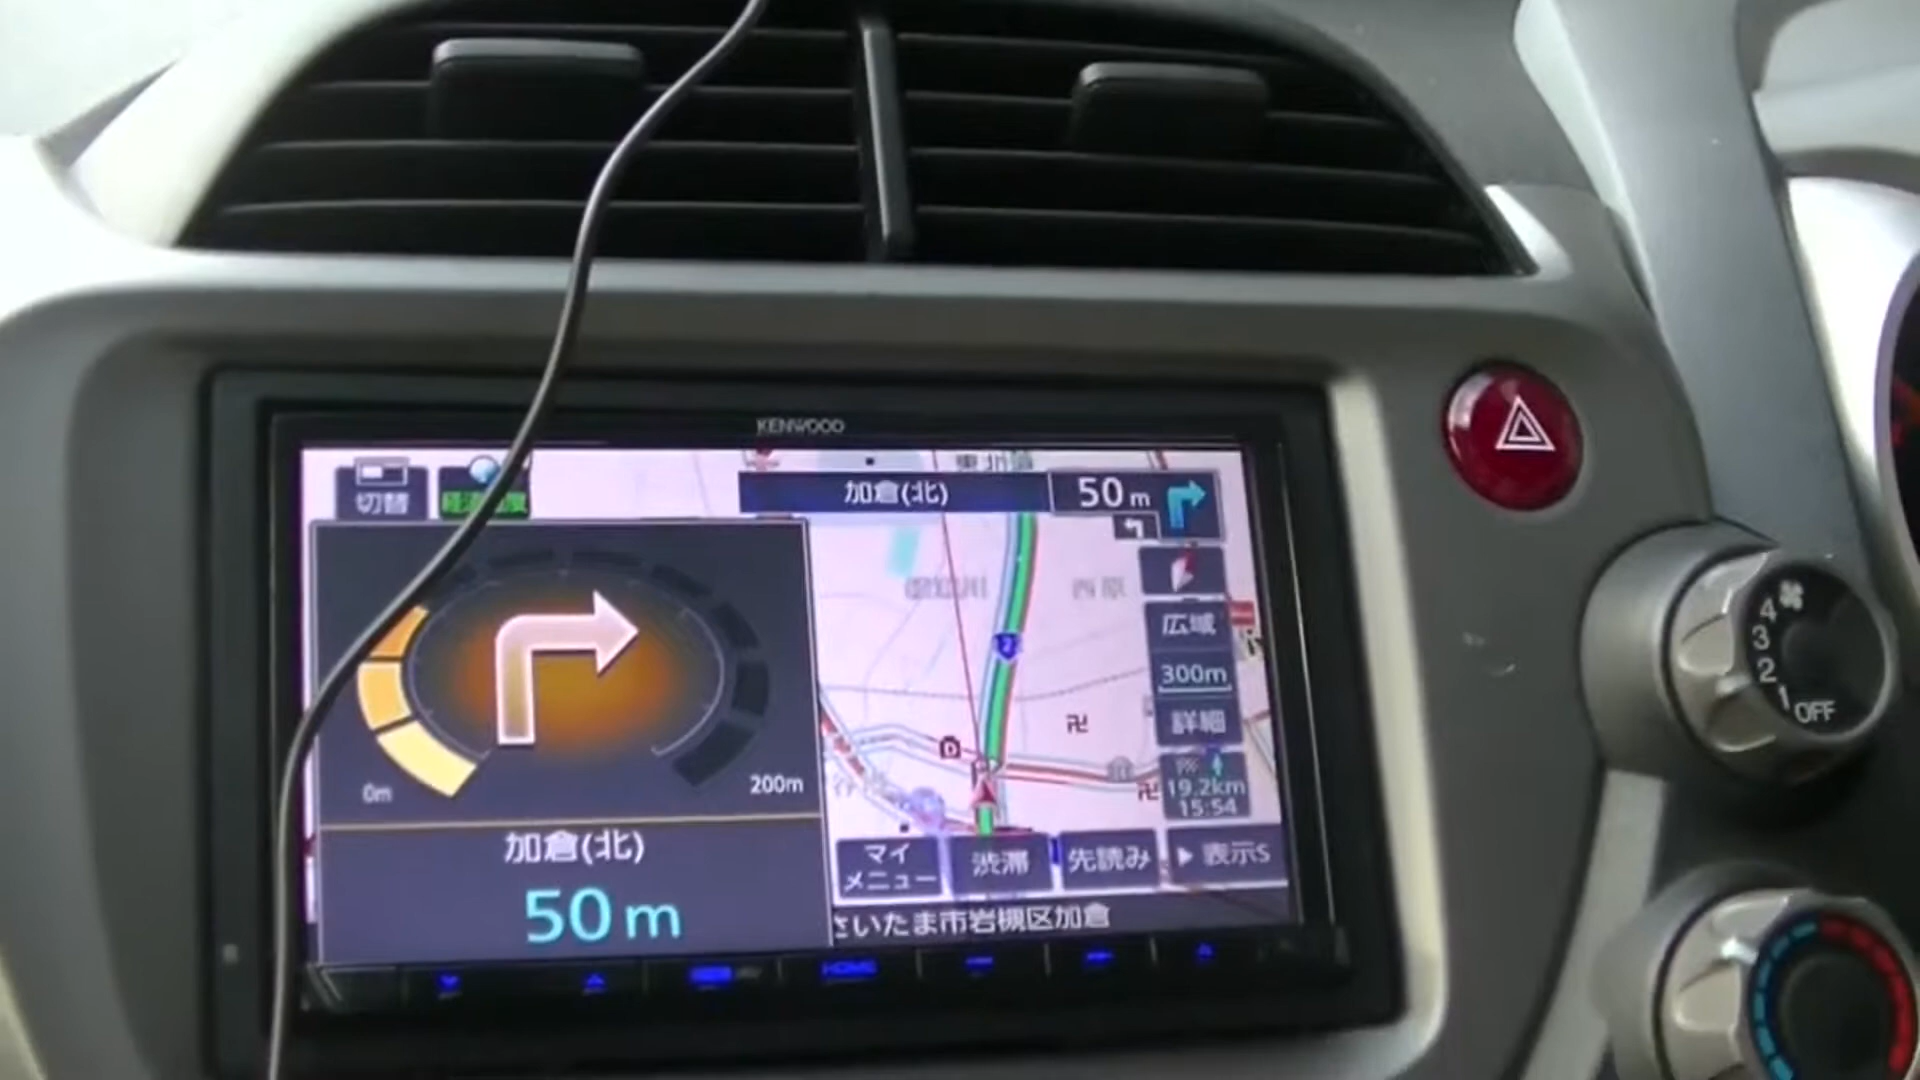 KENWOOD
切替
加倉(北)
50m
広域
300m
詳細
19.2km
15:54
0m
200m
加倉(北)
50m
マイ
メニュー
渋滞
先読み
表示S
さいたま市岩槻区加倉
HOME
4
3
2
1
OFF